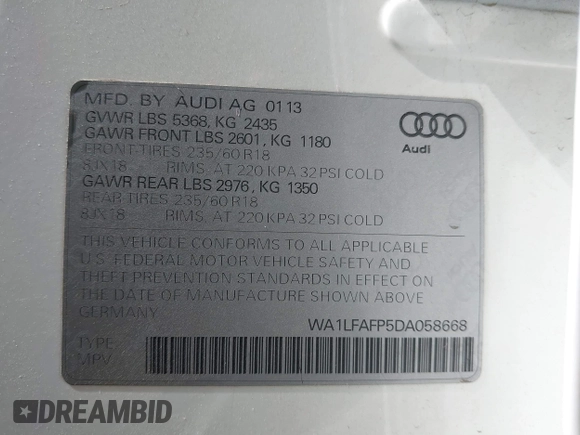 MFD. BY AUDI AG 01 13
GVWR LBS 5368, KG 2435
GAWR FRONT LBS 2601, KG 1180
FRONT-TIRES 235/60 R18
8JX18 RIMS, AT 220 KPA 32 PSI COLD
GAWR REAR LBS 2976, KG 1350
REAR-TIRES 235/60 R18
8JX18 RIMS, AT 220 KPA 32 PSI COLD
Audi
THIS VEHICLE CONFORMS TO ALL APPLICABLE
U.S. FEDERAL MOTOR VEHICLE SAFETY AND
THEFT PREVENTION STANDARDS IN EFFECT ON
THE DATE OF MANUFACTURE SHOWN ABOVE
GERMANY
WA1LFAFP5DA058668
TYPE
MPV
DREAMBID